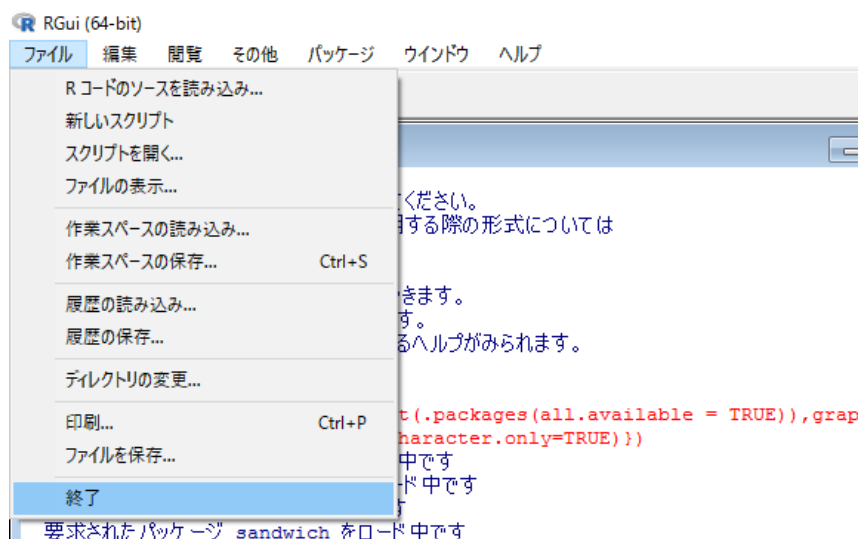 RGui (64-bit)
ファイル 編集 閲覧 その他 パッケージ ウインドウ ヘルプ
R コードのソースを読み込み...
新しいスクリプト
スクリプトを開く...
ファイルの表示...
ください。
作業スペースの読み込み...
する際の形式については
作業スペースの保存... Ctrl+S
履歴の読み込み...
きます。
す。
履歴の保存...
るヘルプがみられます。
ディレクトリの変更...
印刷... Ctrl+P
t(.packages(all.available = TRUE)),grap
haracter.only=TRUE)})
ファイルを保存...
中です
ド中です
終了
要求されたパッケージ sandwich をロード中です